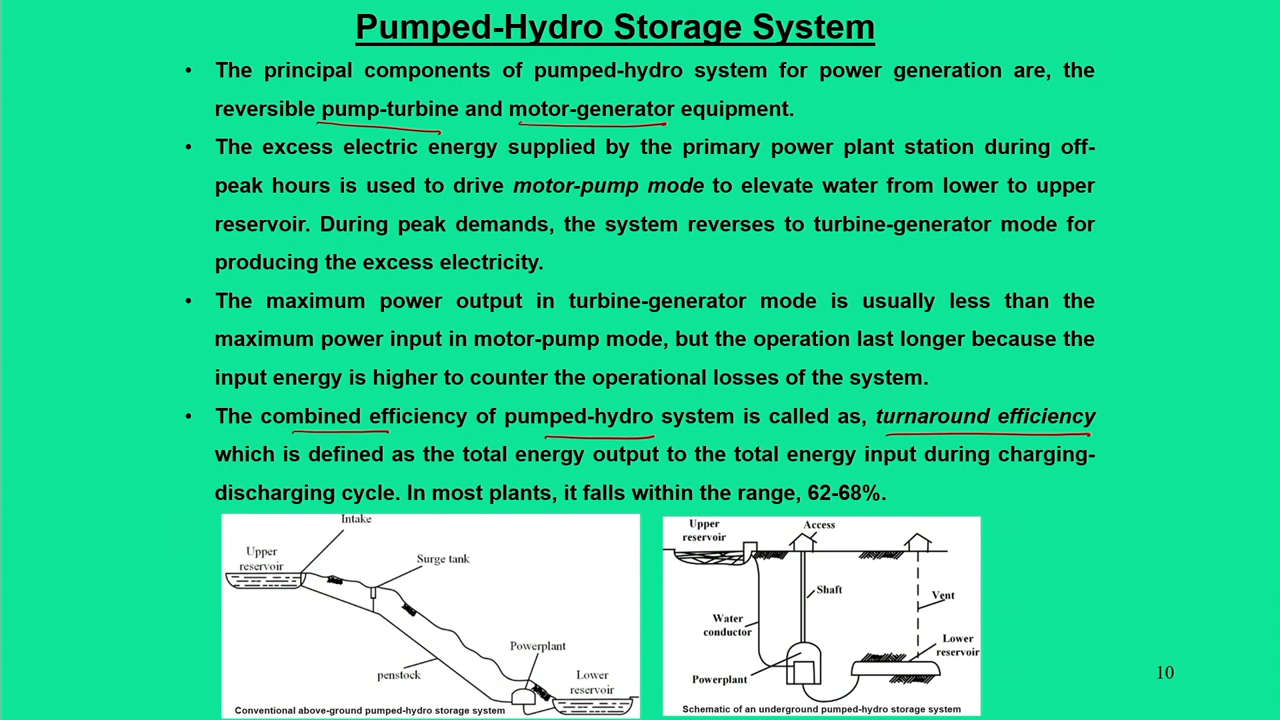 Pumped-Hydro Storage System
• The principal components of pumped-hydro system for power generation are, the
reversible pump-turbine and motor-generator equipment.
• The excess electric energy supplied by the primary power plant station during off-
peak hours is used to drive motor-pump mode to elevate water from lower to upper
reservoir. During peak demands, the system reverses to turbine-generator mode for
producing the excess electricity.
• The maximum power output in turbine-generator mode is usually less than the
maximum power input in motor-pump mode, but the operation last longer because the
input energy is higher to counter the operational losses of the system.
• The combined efficiency of pumped-hydro system is called as, turnaround efficiency
which is defined as the total energy output to the total energy input during charging-
discharging cycle. In most plants, it falls within the range, 62-68%.
Intake
Upper
reservoir
Surge tank
Powerplant
penstock
Lower
reservoir
Conventional above-ground pumped-hydro storage system
Upper
reservoir
Access
Shaft
Vent
Water
conductor
Lower
reservoir
Powerplant
Schematic of an underground pumped-hydro storage system
10